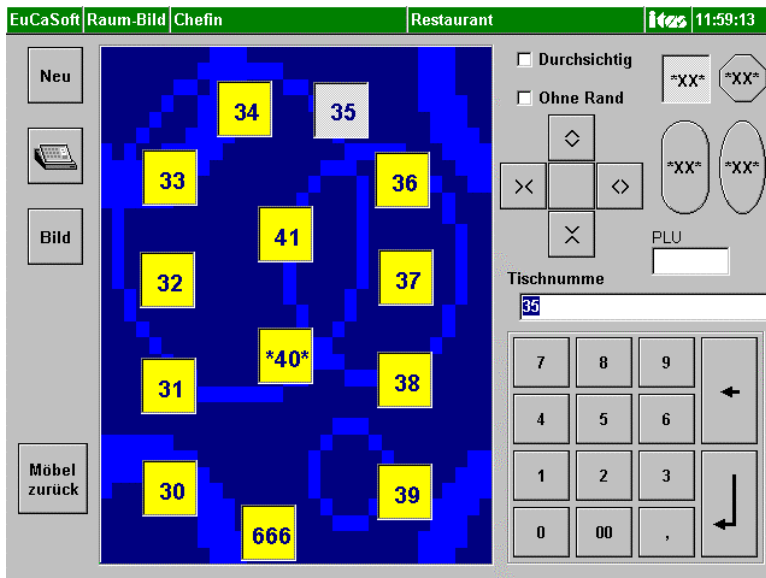 EuCaSoft Raum-Bild Chefin Restaurant itos 11:59:13
Neu
Durchsichtig
Ohne Rand
*XX* *XX*
34 35
33 36
*XX* *XX*
Bild
41
PLU
32 37
Tischnumme
35
*40*
31 38
7 8 9
4 5 6
Möbel
zurück
30 39
1 2 3
666
0 00 ,